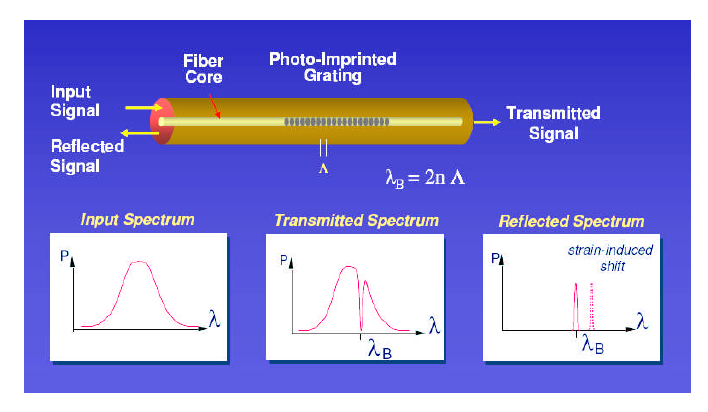 Fiber
Core
Photo-Imprinted
Grating
Input
Signal
Transmitted
Signal
Reflected
Signal
Λ
λB = 2n Λ
Input Spectrum
Transmitted Spectrum
Reflected Spectrum
P
λ
P
λ
λB
P
strain-induced
shift
λ
λB